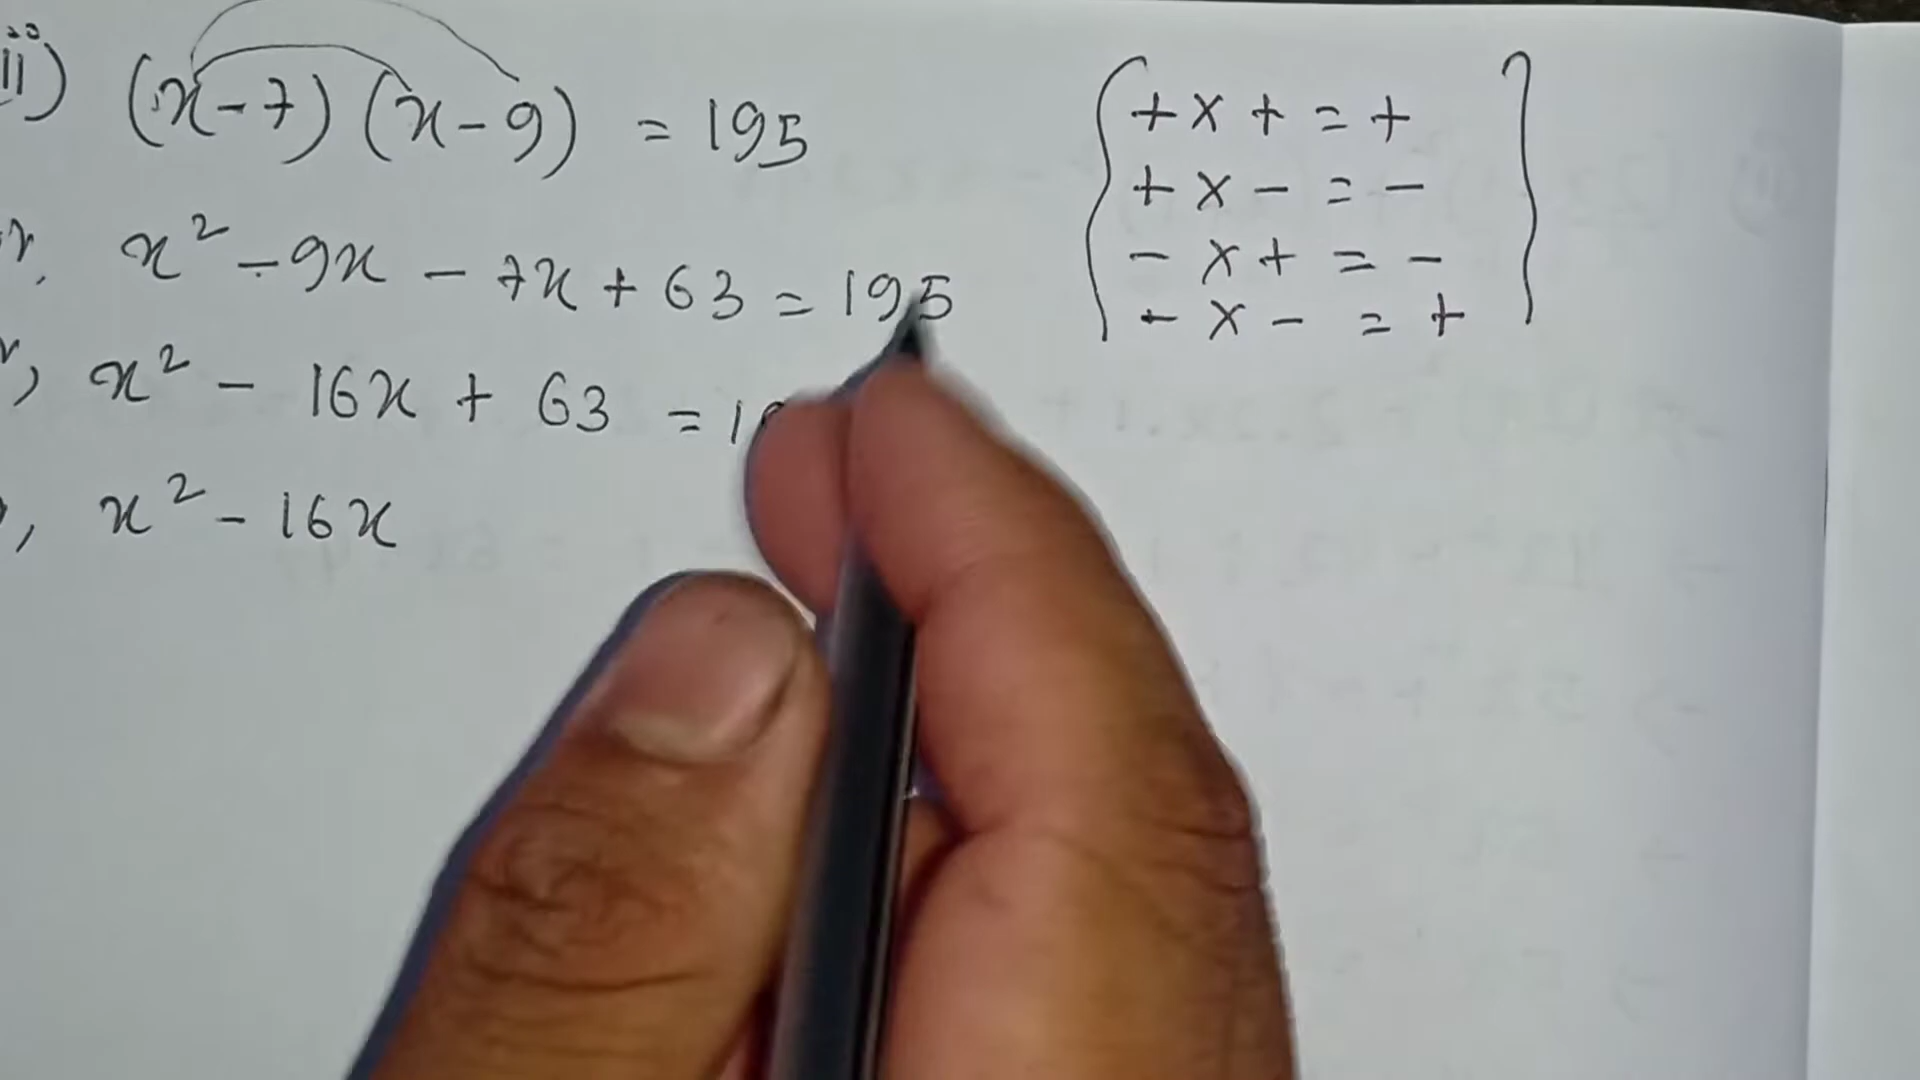 ii) (x-7) (x-9) = 195
r, x² - 9x - 7x + 63 = 195
r, x² - 16x + 63 = 1
, x² - 16x
+ x + = +
+ x - = -
- x + = -
- x - = +